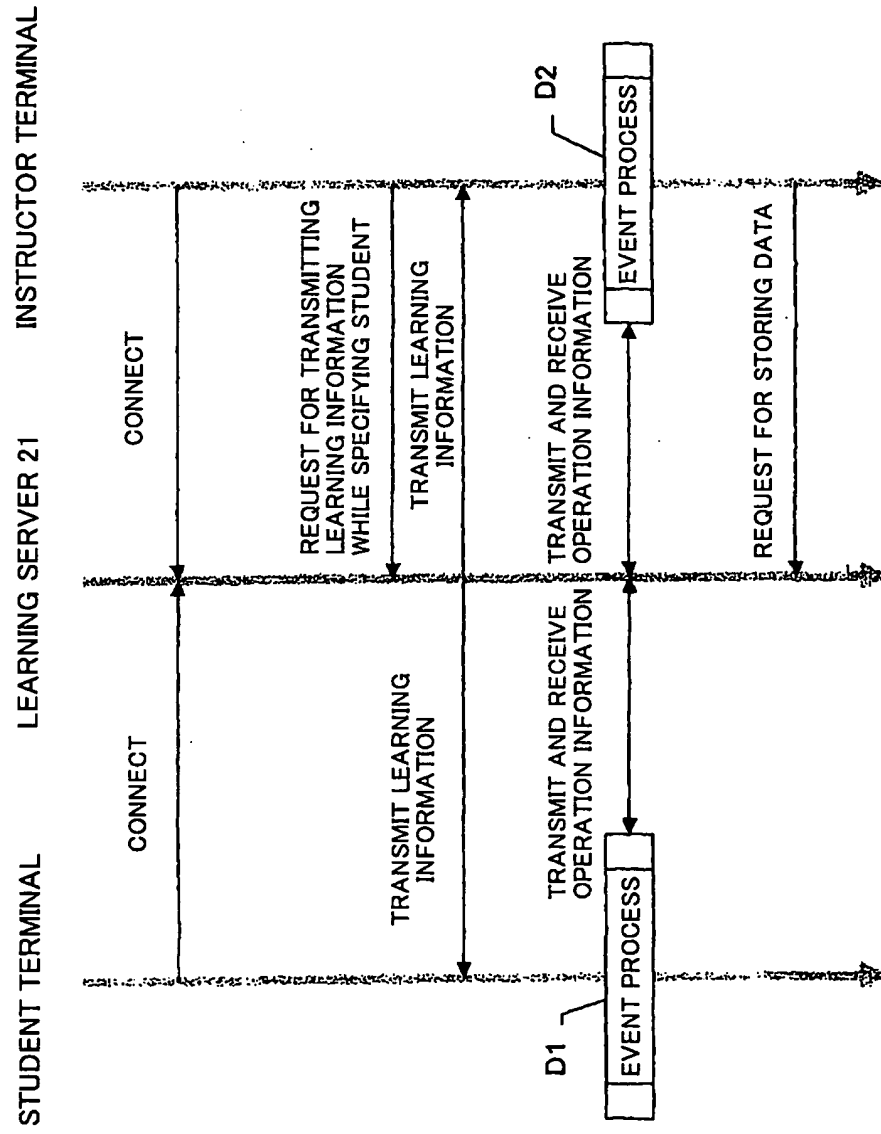 STUDENT TERMINAL
LEARNING SERVER 21
INSTRUCTOR TERMINAL
CONNECT
CONNECT
REQUEST FOR TRANSMITTING
LEARNING INFORMATION
WHILE SPECIFYING STUDENT
TRANSMIT LEARNING
INFORMATION
TRANSMIT LEARNING
INFORMATION
D1
EVENT PROCESS
TRANSMIT AND RECEIVE
OPERATION INFORMATION
TRANSMIT AND RECEIVE
OPERATION INFORMATION
D2
EVENT PROCESS
REQUEST FOR STORING DATA